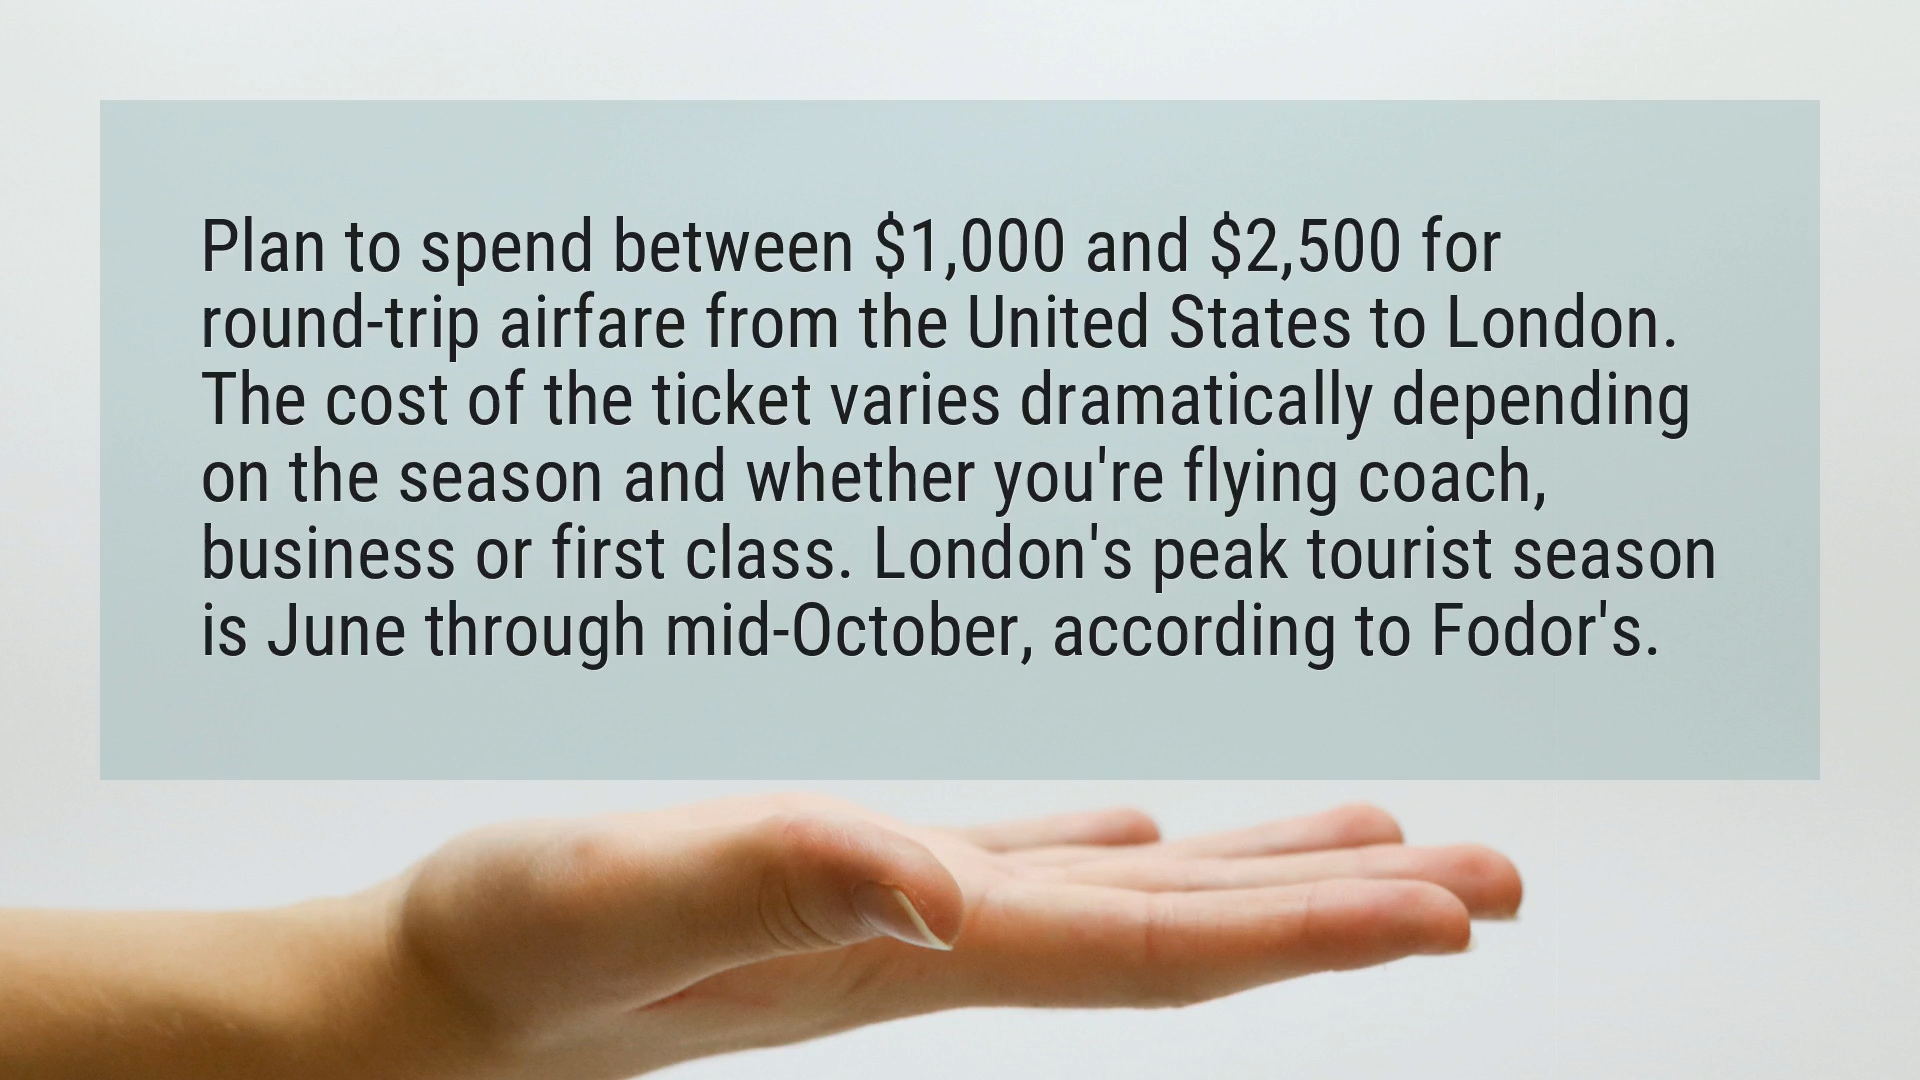 Plan to spend between $1,000 and $2,500 for
round-trip airfare from the United States to London.
The cost of the ticket varies dramatically depending
on the season and whether you're flying coach,
business or first class. London's peak tourist season
is June through mid-October, according to Fodor's.